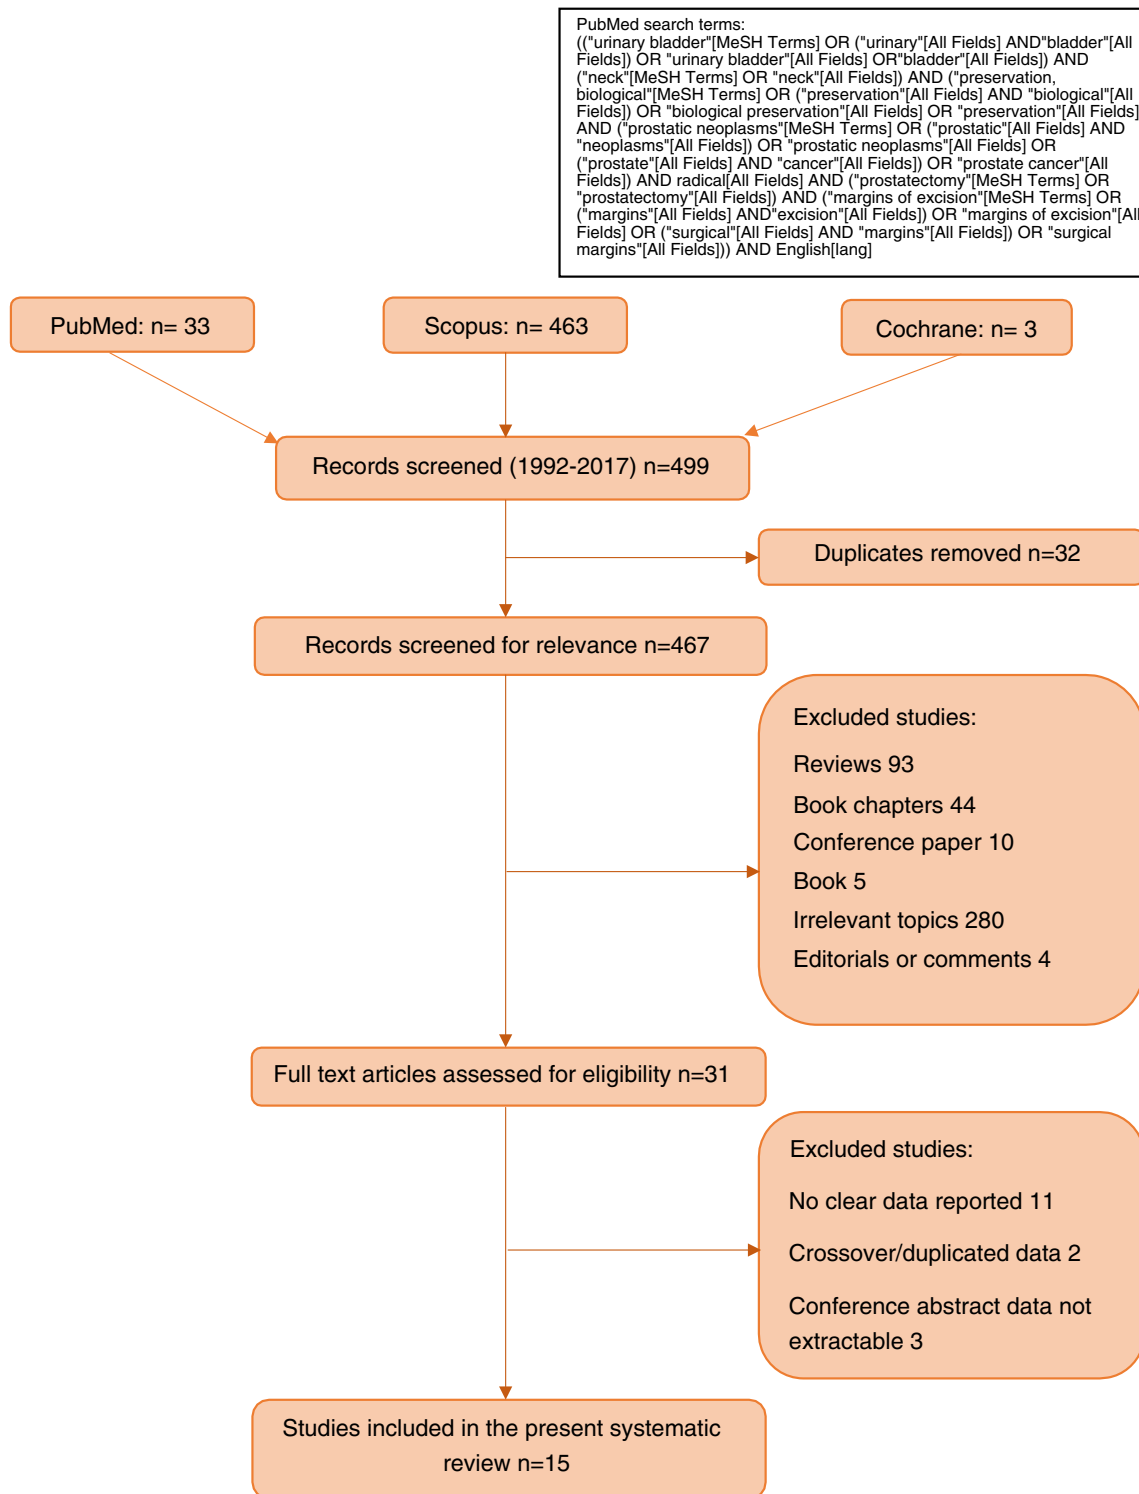 PubMed search terms:
(("urinary bladder"[MeSH Terms] OR ("urinary"[All Fields] AND"bladder"[All
Fields]) OR "urinary bladder"[All Fields] OR"bladder"[All Fields]) AND
("neck"[MeSH Terms] OR "neck"[All Fields]) AND ("preservation,
biological"[MeSH Terms] OR ("preservation"[All Fields] AND "biological"[All
Fields]) OR "biological preservation"[All Fields] OR "preservation"[All Fields]
AND ("prostatic neoplasms"[MeSH Terms] OR ("prostatic"[All Fields] AND
"neoplasms"[All Fields]) OR "prostatic neoplasms"[All Fields] OR
("prostate"[All Fields] AND "cancer"[All Fields]) OR "prostate cancer"[All
Fields]) AND radical[All Fields] AND ("prostatectomy"[MeSH Terms] OR
"prostatectomy"[All Fields]) AND ("margins of excision"[MeSH Terms] OR
("margins"[All Fields] AND"excision"[All Fields]) OR "margins of excision"[All
Fields] OR ("surgical"[All Fields] AND "margins"[All Fields]) OR "surgical
margins"[All Fields])) AND English[lang]
PubMed: n= 33
Scopus: n= 463
Cochrane: n= 3
Records screened (1992-2017) n=499
Duplicates removed n=32
Records screened for relevance n=467
Excluded studies:
Reviews 93
Book chapters 44
Conference paper 10
Book 5
Irrelevant topics 280
Editorials or comments 4
Full text articles assessed for eligibility n=31
Excluded studies:
No clear data reported 11
Crossover/duplicated data 2
Conference abstract data not
extractable 3
Studies included in the present systematic
review n=15